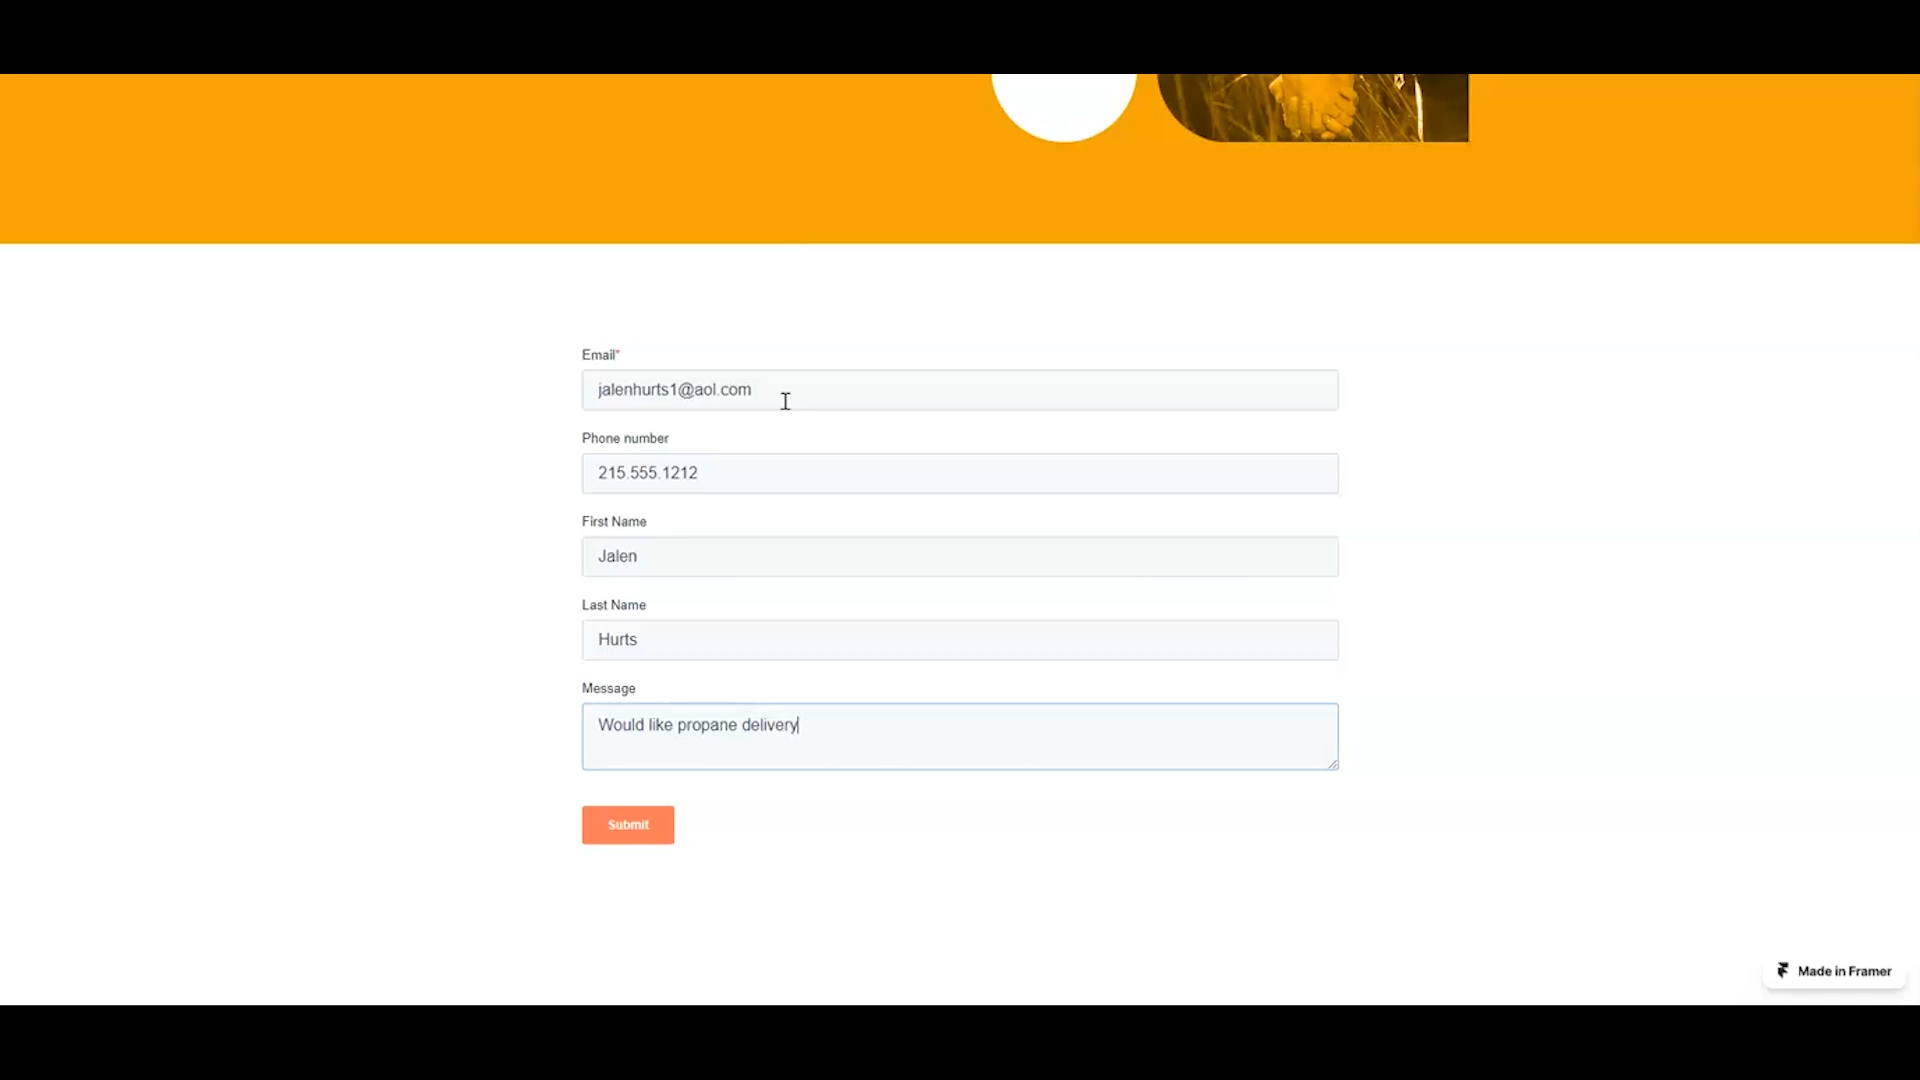 Email*
jalenhurts1@aol.com
Phone number
215.555.1212
First Name
Jalen
Last Name
Hurts
Message
Would like propane delivery
Submit
Made in Framer